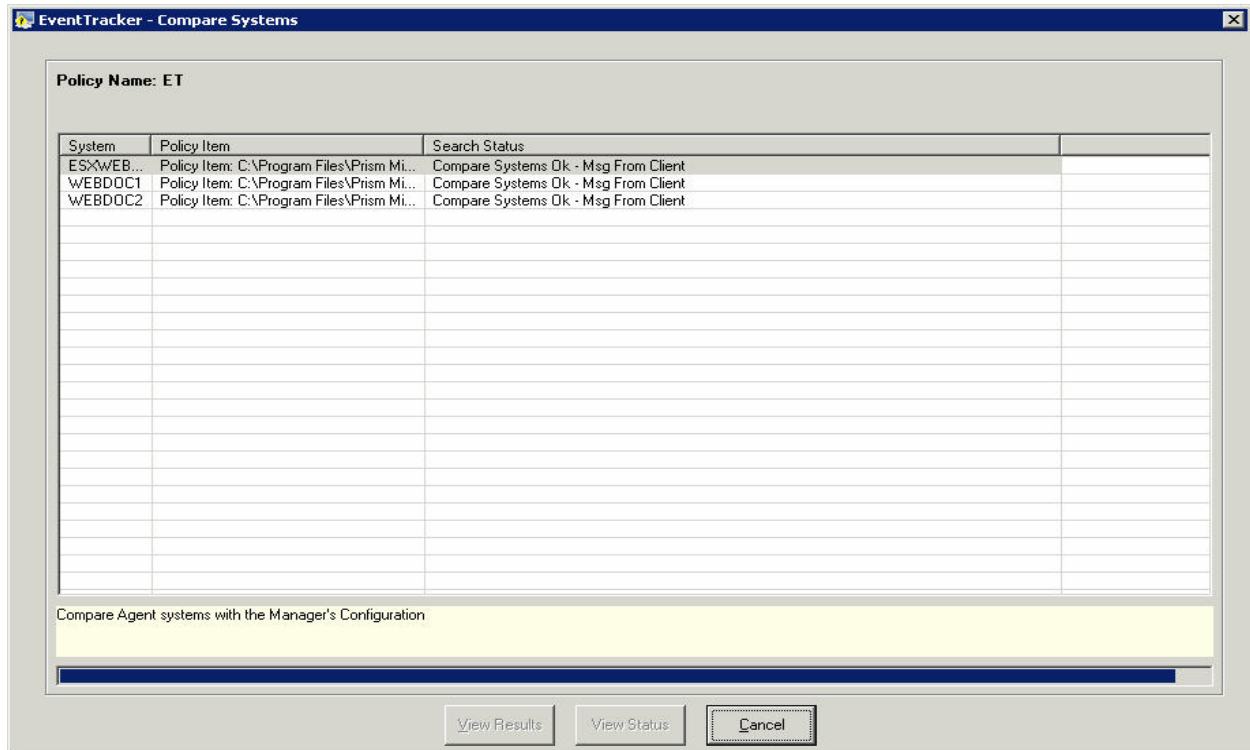 EventTracker - Compare Systems
Policy Name: ET
System Policy Item Search Status
ESXWEB... Policy Item: C:\Program Files\Prism Mi... Compare Systems Ok - Msg From Client
WEBDOC1 Policy Item: C:\Program Files\Prism Mi... Compare Systems Ok - Msg From Client
WEBDOC2 Policy Item: C:\Program Files\Prism Mi... Compare Systems Ok - Msg From Client
Compare Agent systems with the Manager's Configuration
View Results View Status Cancel